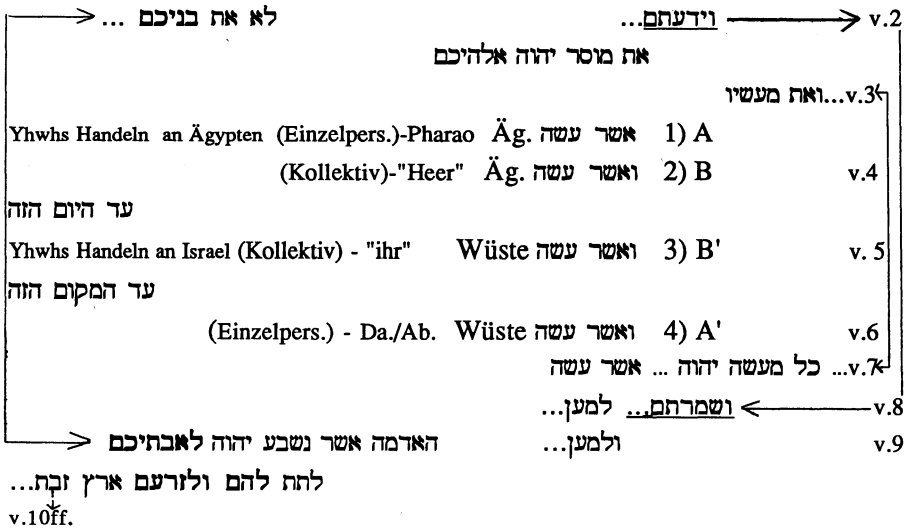 v.2 וידעתם... לא את בניכם ...
את מוסר יהוה אלהיכם
v.3...ואת מעשיו
Yhwhs Handeln an Ägypten (Einzelpers.)-Pharao Äg. אשר עשה 1) A
(Kollektiv)-"Heer" Äg. ואשר עשה 2) B v.4
עד היום הזה
Yhwhs Handeln an Israel (Kollektiv) - "ihr" Wüste ואשר עשה 3) B' v. 5
עד המקום הזה
(Einzelpers.) - Da./Ab. Wüste ואשר עשה 4) A' v.6
v.7... כל מעשה יהוה ... אשר עשה
v.8 ושמרתם... למען...
v.9 ולמען... האדמה אשר נשבע יהוה לאבתיכם
לתת להם ולזרעם ארץ זבת...
v.10ff.